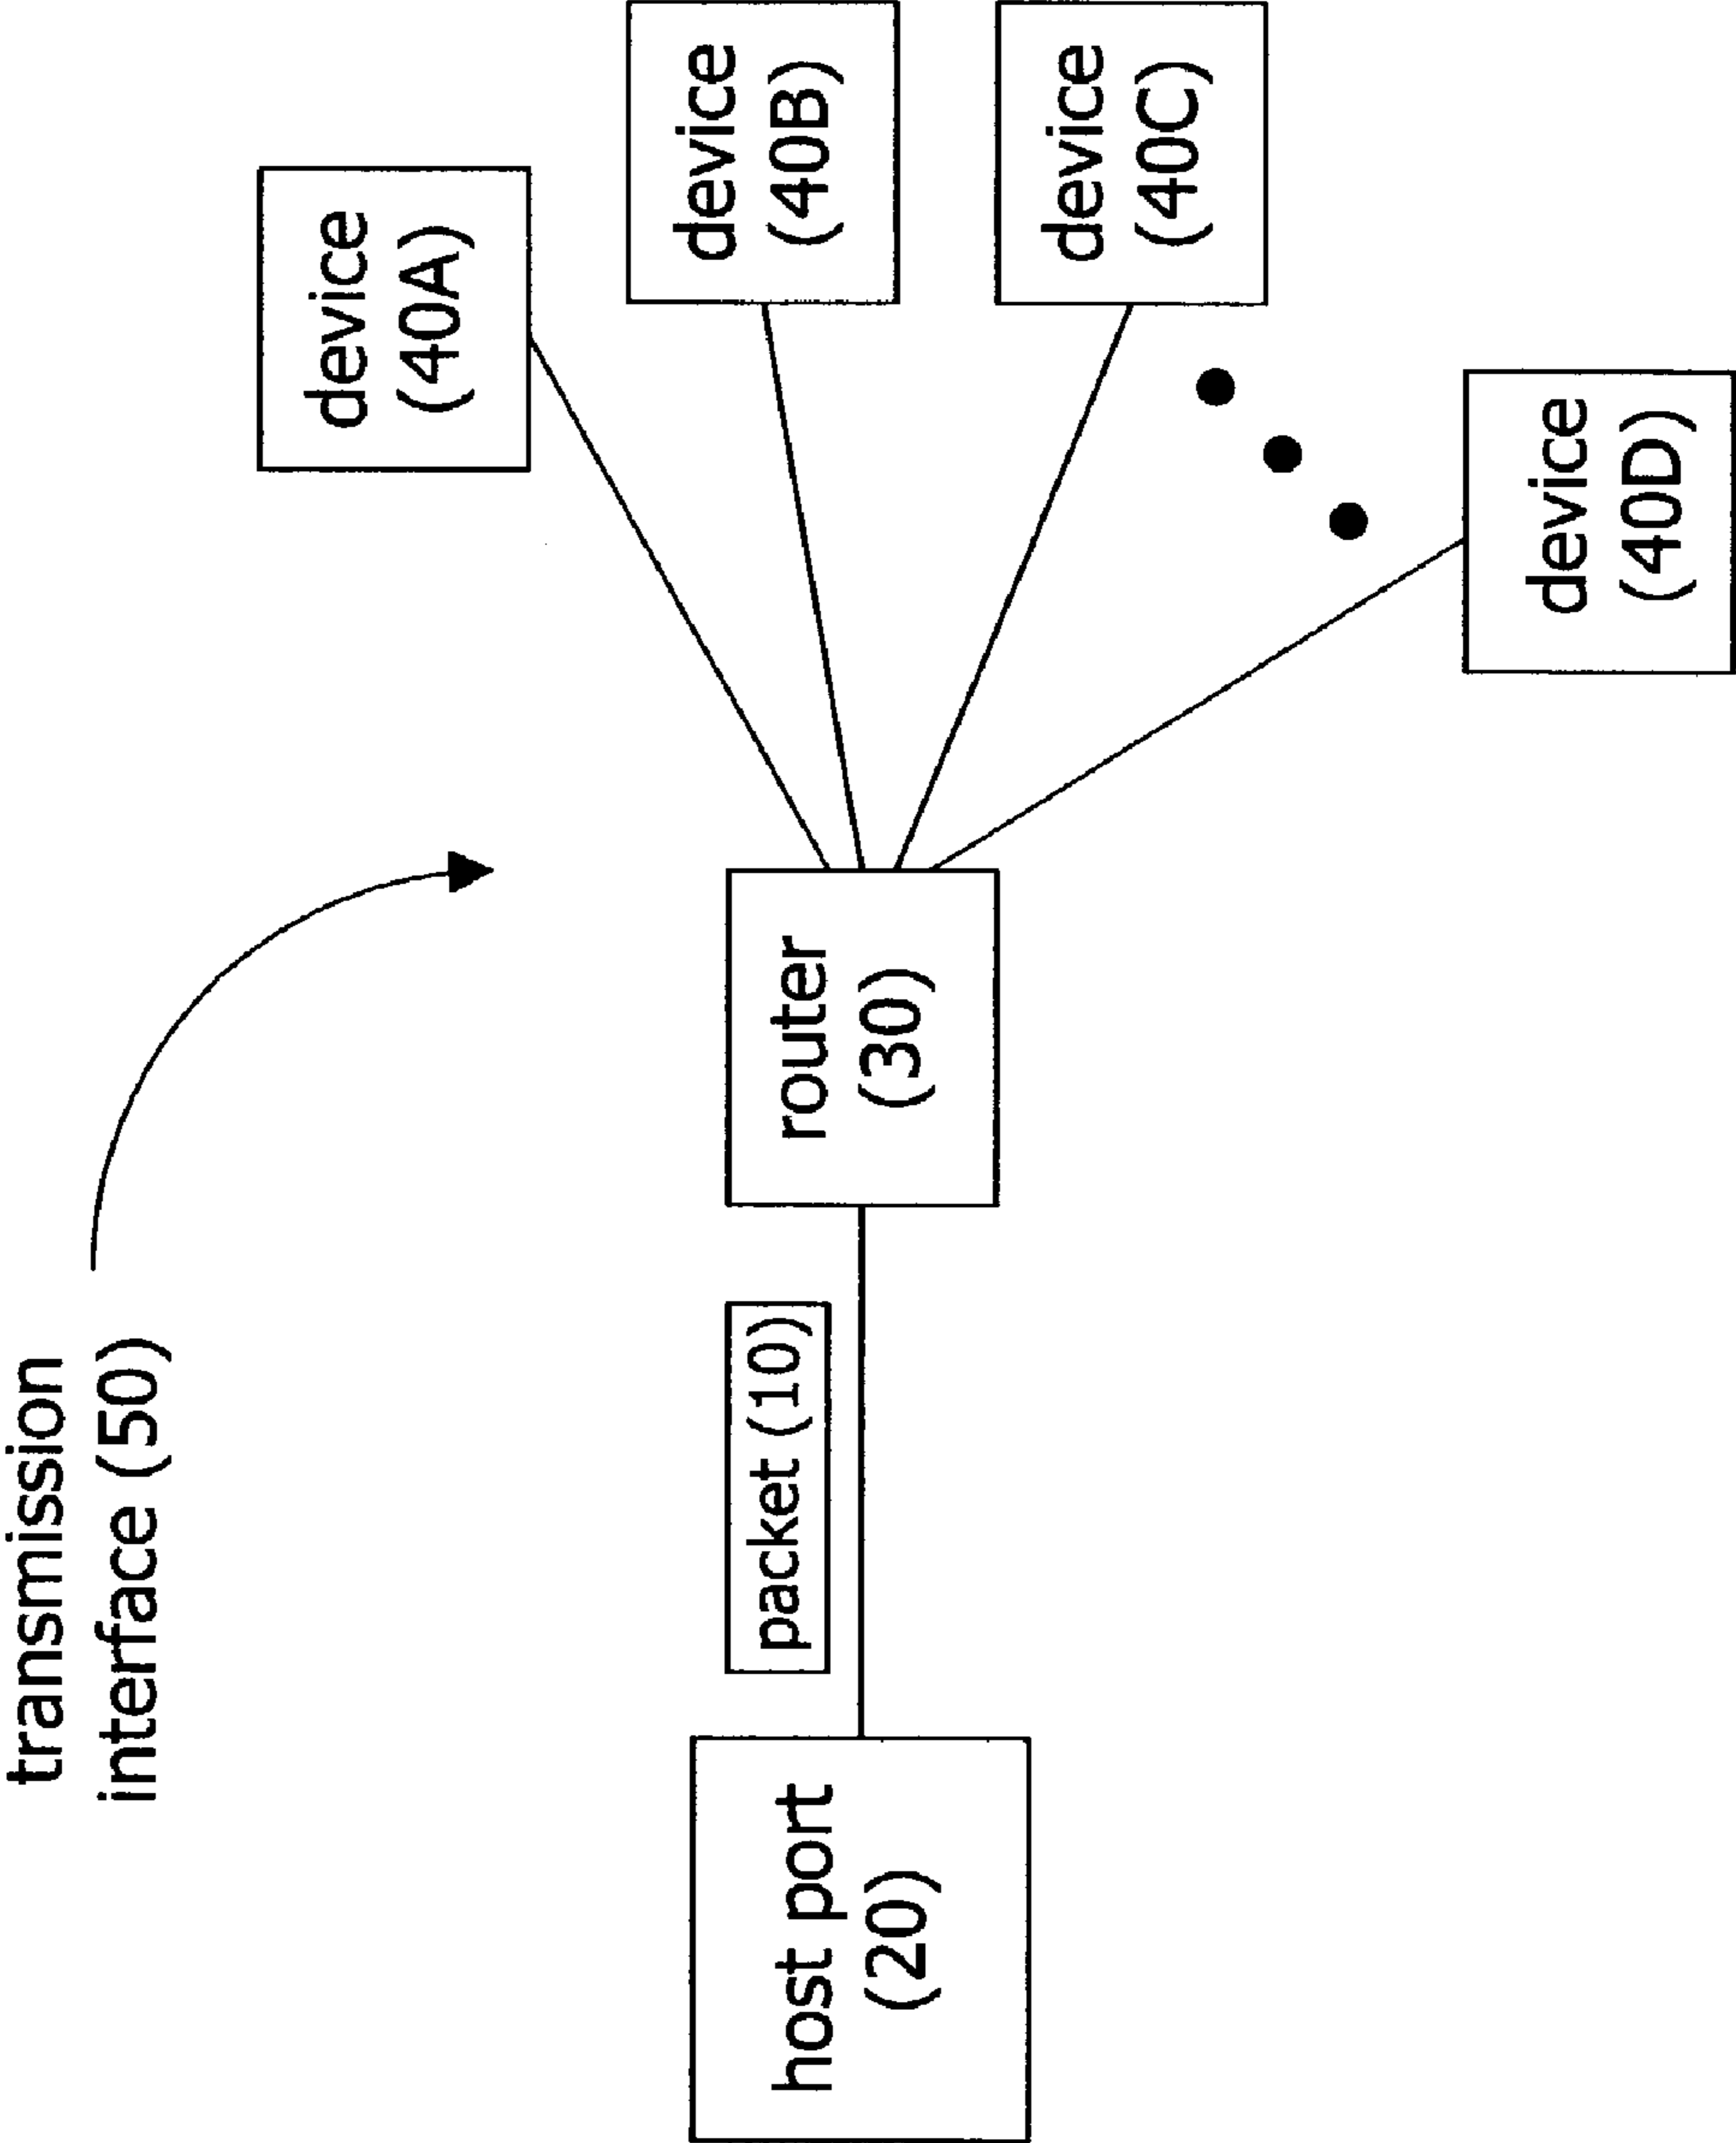 transmission
interface (50)
host port
(20)
packet (10)
router
(30)
device
(40A)
device
(40B)
device
(40C)
device
(40D)